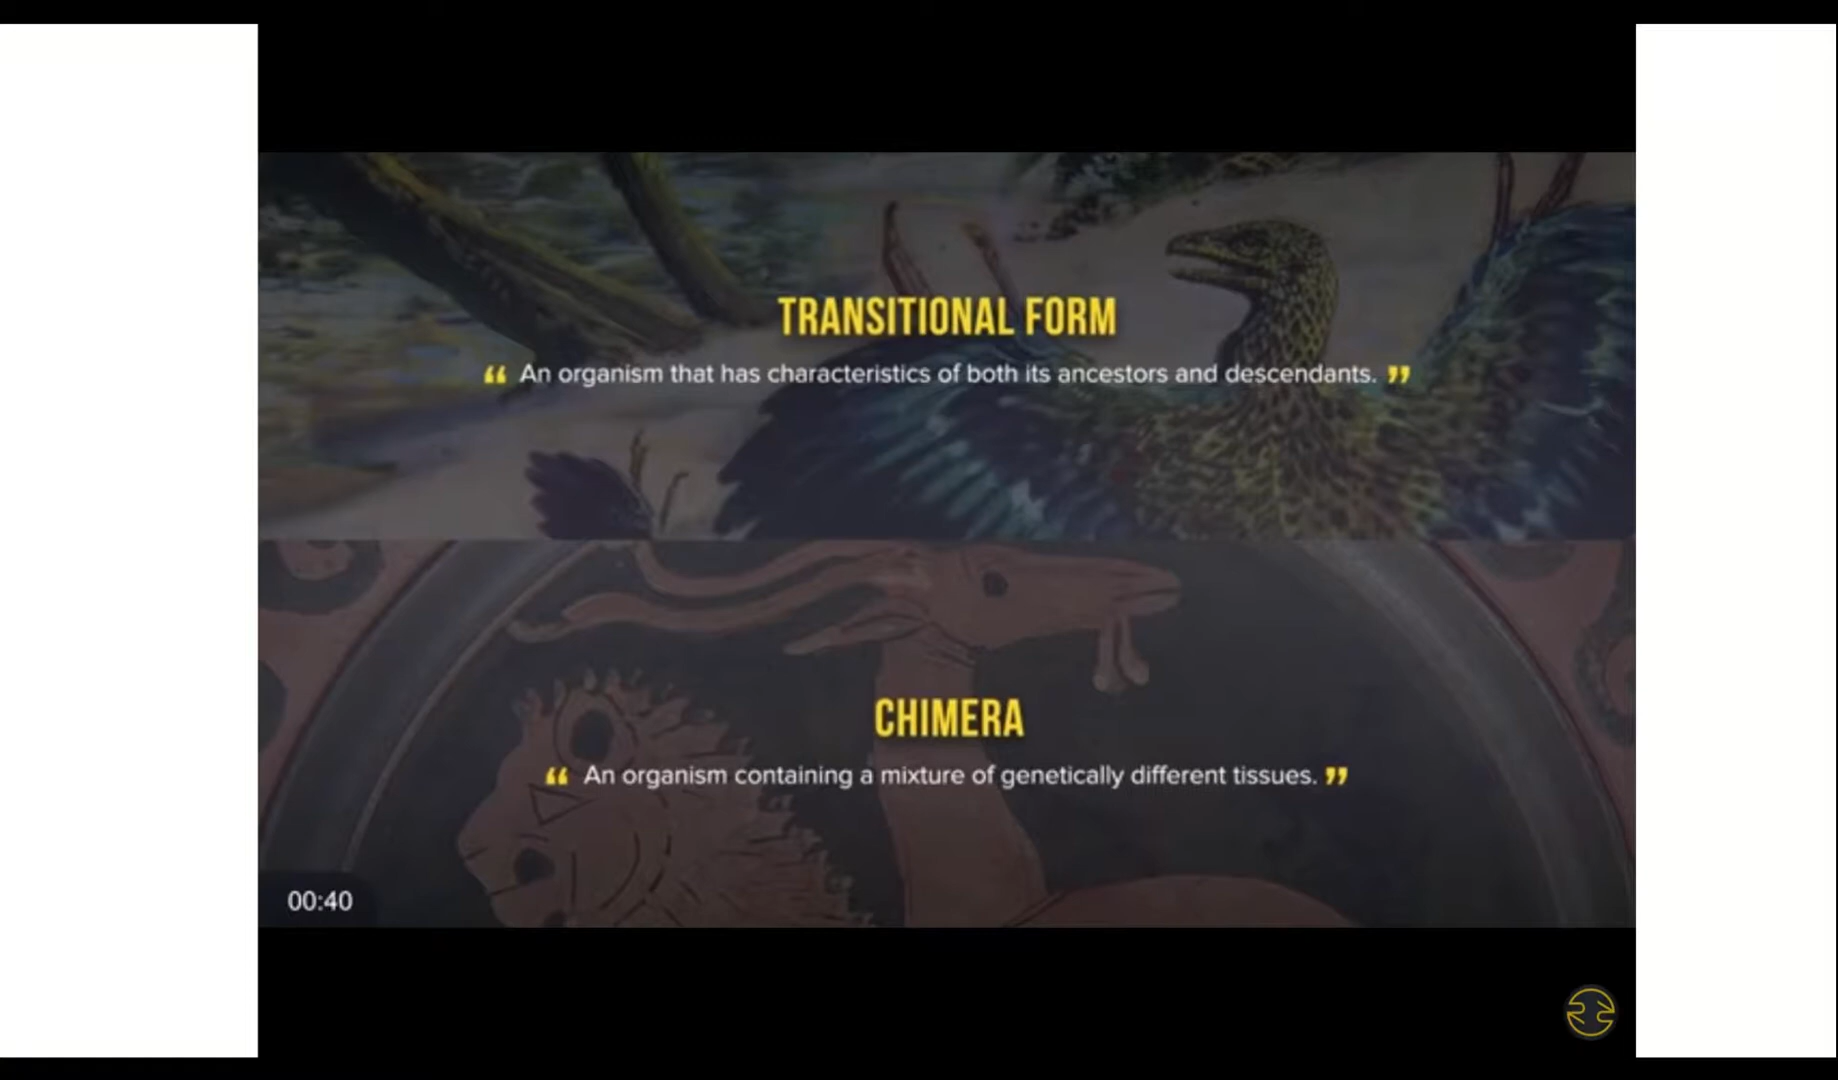 TRANSITIONAL FORM
“ An organism that has characteristics of both its ancestors and descendants. ”
CHIMERA
“ An organism containing a mixture of genetically different tissues. ”
00:40